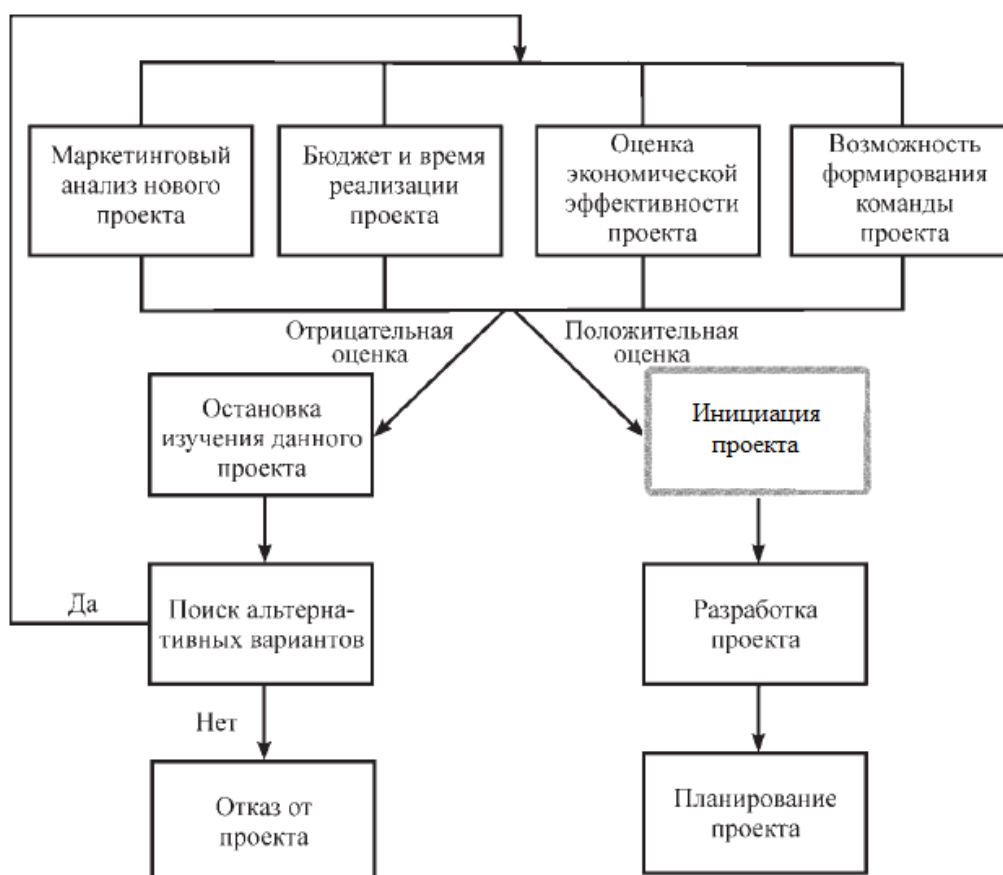 Маркетинговый
анализ нового
проекта
Бюджет и время
реализации
проекта
Оценка
экономической
эффективности
проекта
Возможность
формирования
команды
проекта
Отрицательная
оценка
Положительная
оценка
Остановка
изучения данного
проекта
Инициация
проекта
Да
Поиск альтерна-
тивных вариантов
Разработка
проекта
Нет
Отказ от
проекта
Планирование
проекта